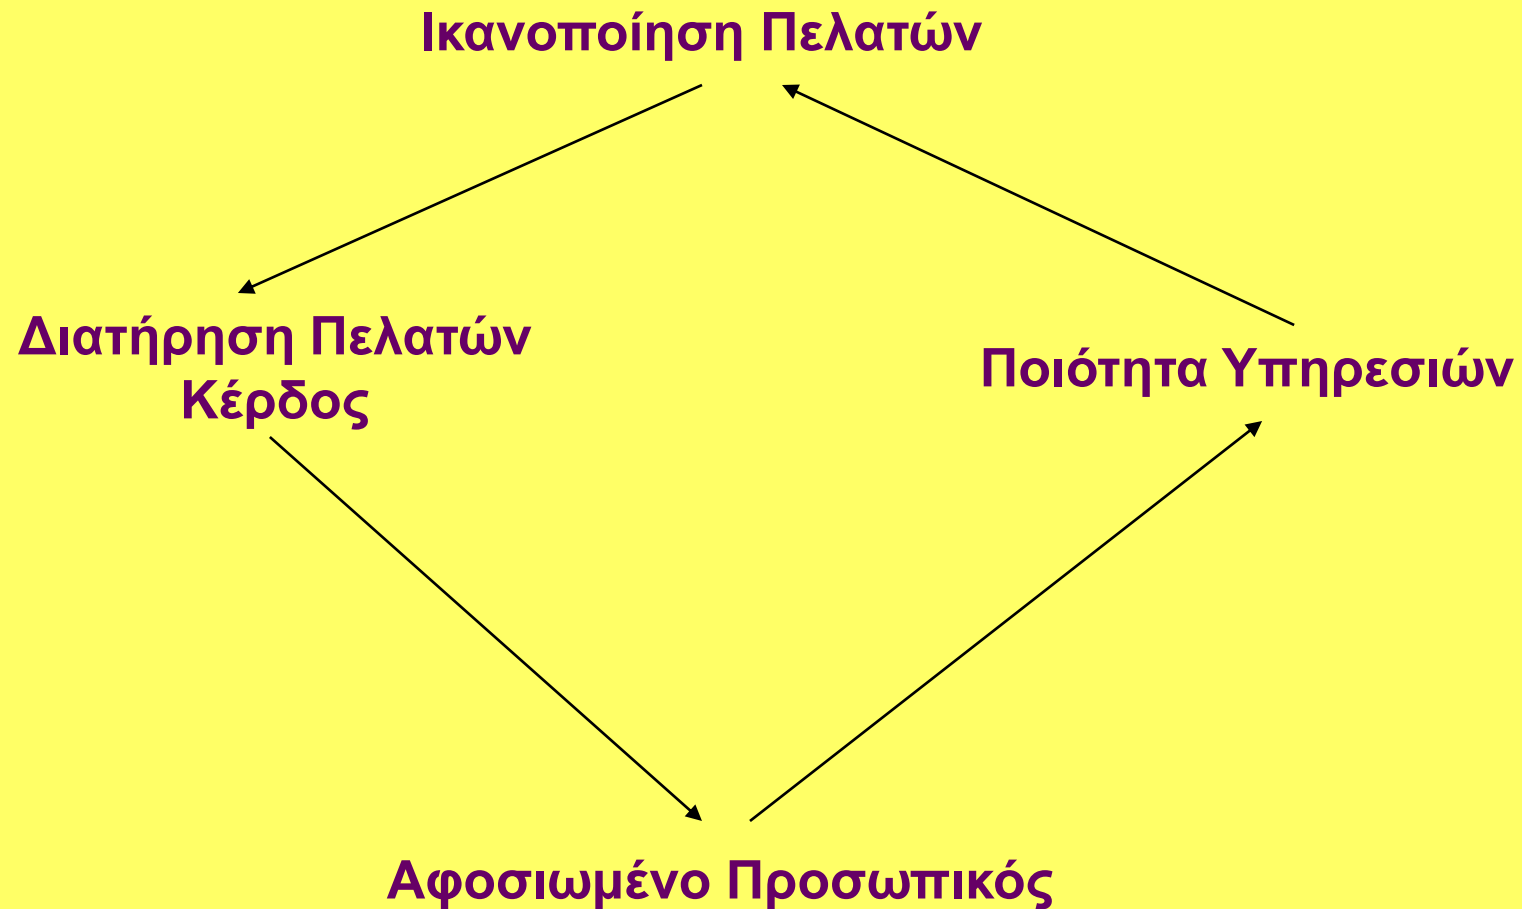 Ικανοποίηση Πελατών
Διατήρηση Πελατών
Κέρδος
Ποιότητα Υπηρεσιών
Αφοσιωμένο Προσωπικός